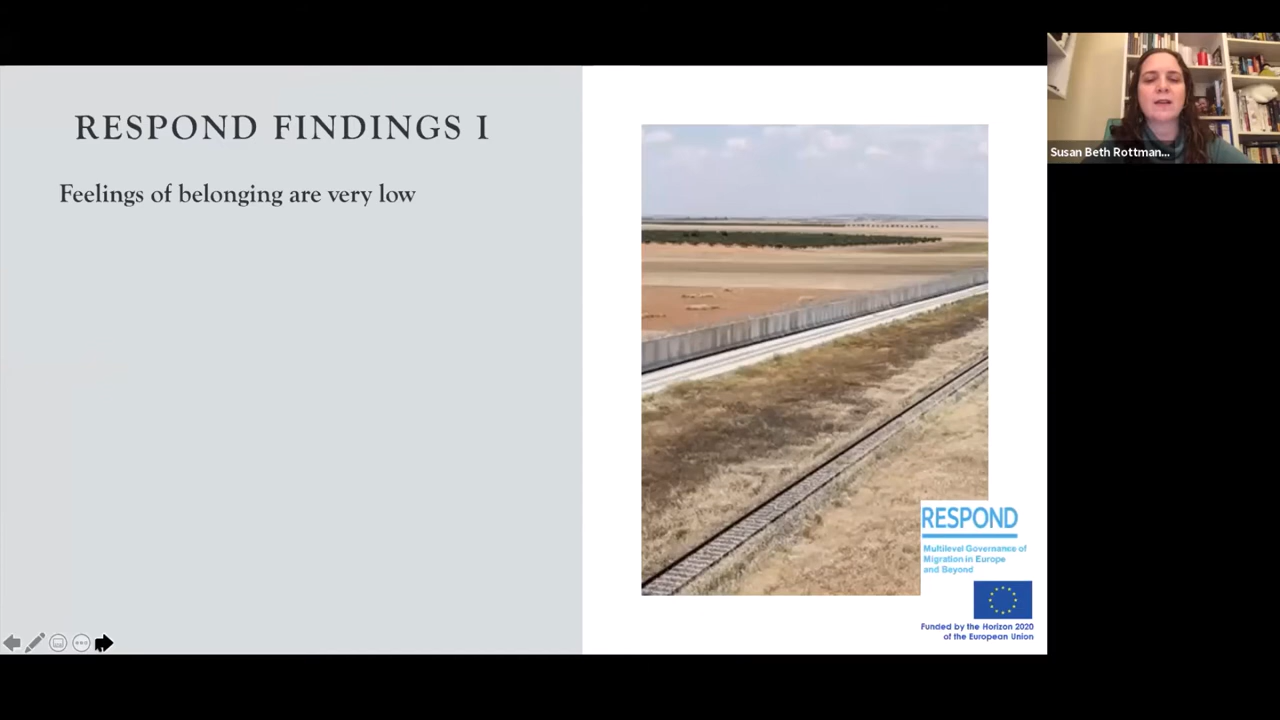 RESPOND FINDINGS I
Feelings of belonging are very low
Susan Beth Rottman...
RESPOND
Multilevel Governance of
Migration in Europe
and Beyond
Funded by the Horizon 2020
of the European Union